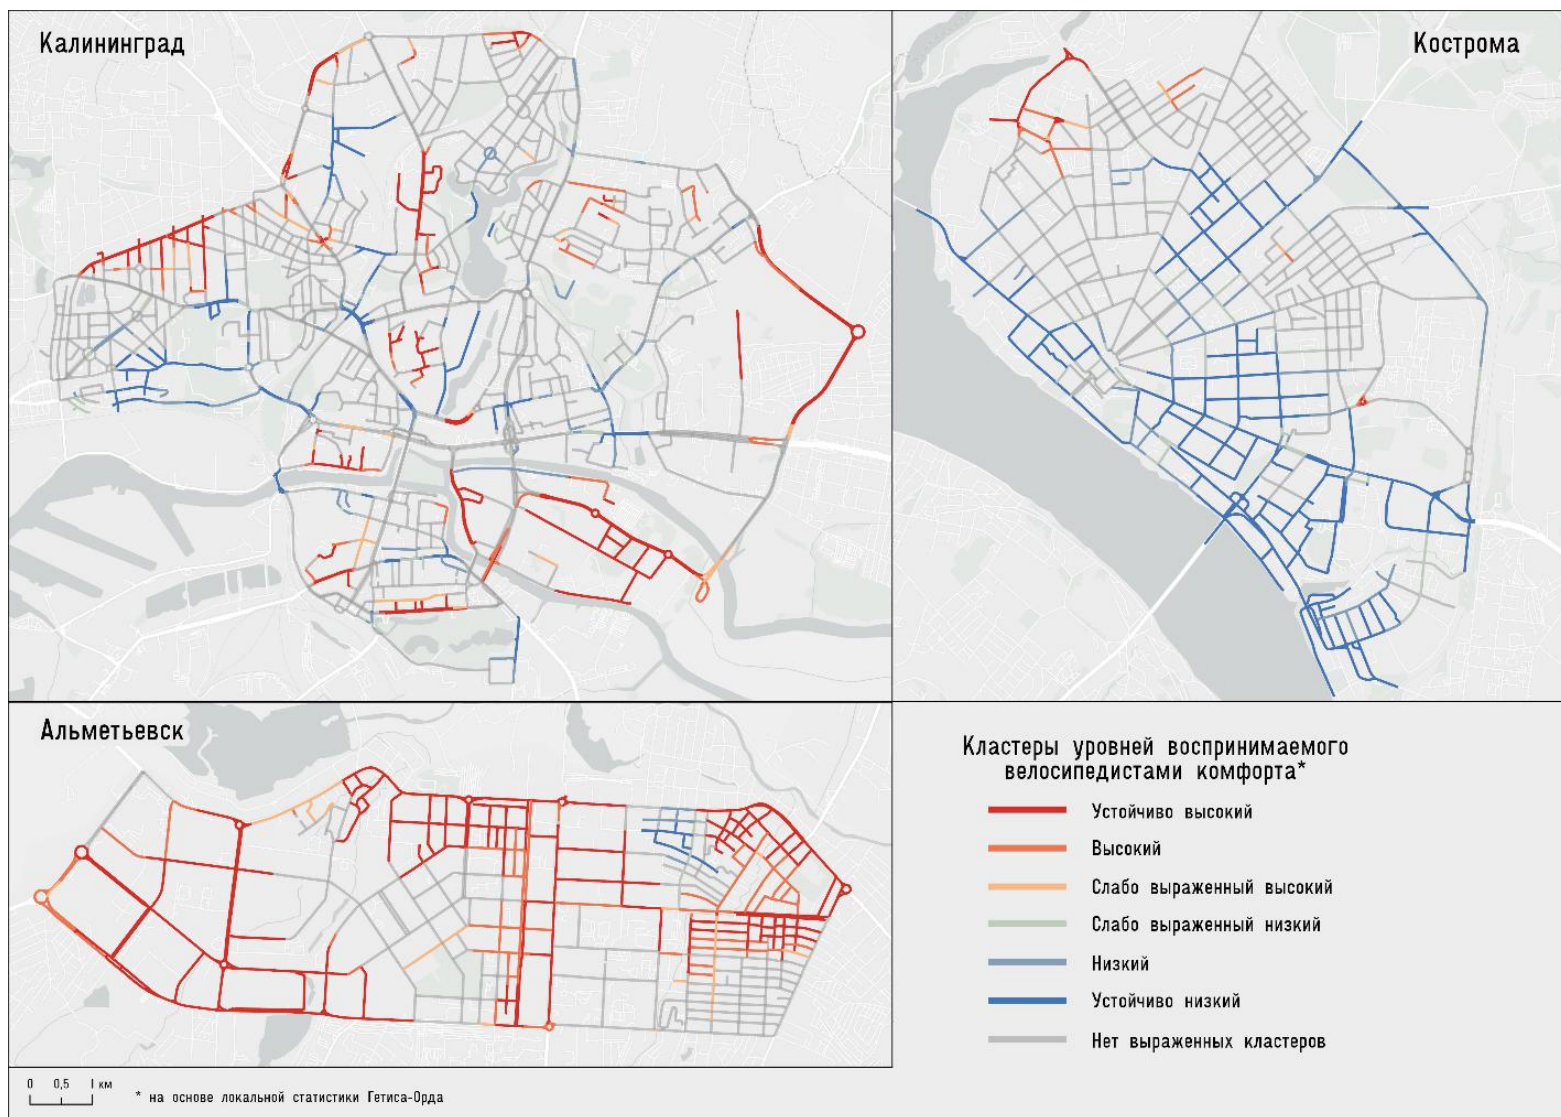 Калининград
Кострома
Альметьевск
Кластеры уровней воспринимаемого
велосипедистами комфорта*
Устойчиво высокий
Высокий
Слабо выраженный высокий
Слабо выраженный низкий
Низкий
Устойчиво низкий
Нет выраженных кластеров
0 0,5 1 км
* на основе локальной статистики Гетиса-Орда